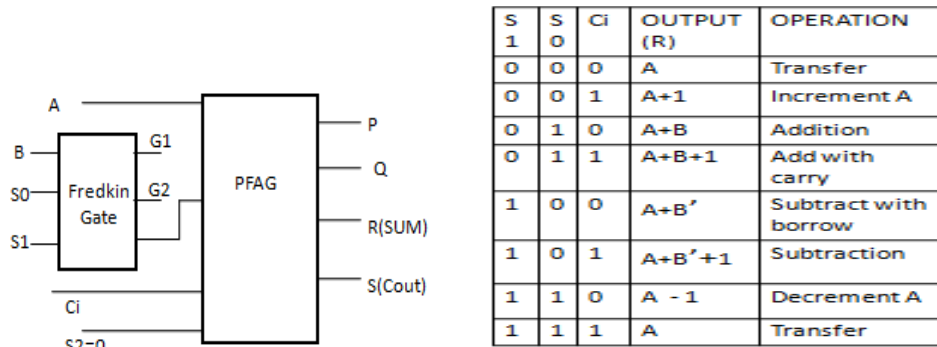 A
B
S0
S1
Fredkin
Gate
G1
G2
PFAG
Ci
S2=0
P
Q
R(SUM)
S(Cout)
S 1 S 0 Ci OUTPUT (R) OPERATION
0 0 0 A Transfer
0 0 1 A+1 Increment A
0 1 0 A+B Addition
0 1 1 A+B+1 Add with
carry
1 0 0 A+B′ Subtract with
borrow
1 0 1 A+B′+1 Subtraction
1 1 0 A - 1 Decrement A
1 1 1 A Transfer